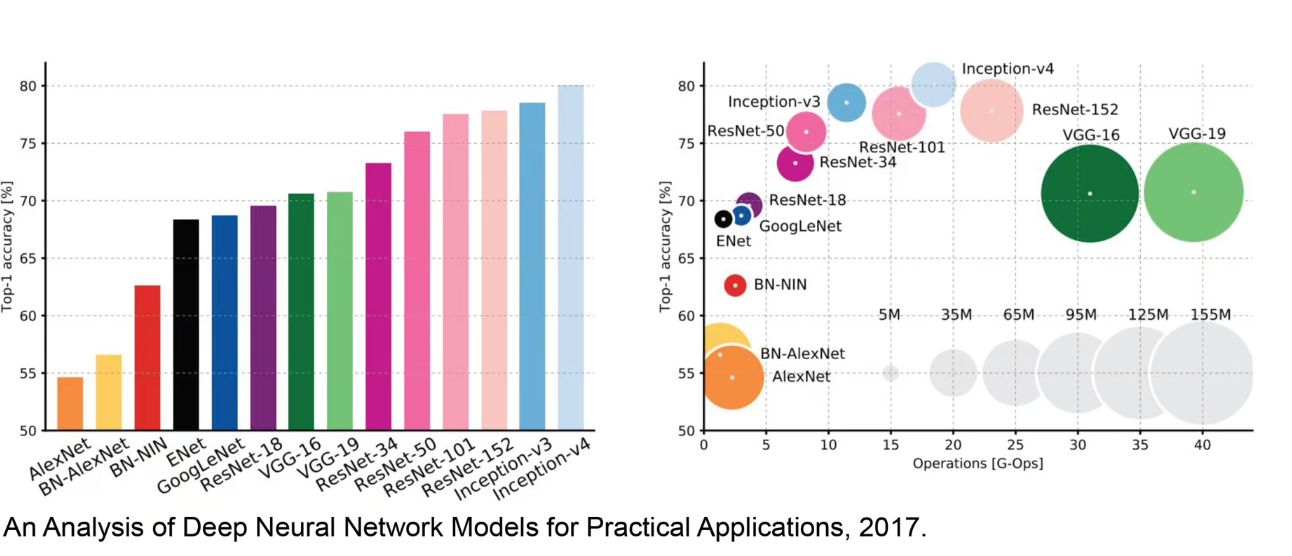 80
75
70
65
60
55
50
Top-1 accuracy [%]
AlexNet
BN-AlexNet
BN-NIN
ENet
GoogLeNet
ResNet-18
VGG-16
VGG-19
ResNet-34
ResNet-50
ResNet-101
ResNet-152
Inception-v3
Inception-v4
80
75
70
65
60
55
50
Top-1 accuracy [%]
Inception-v4
Inception-v3
ResNet-152
ResNet-50
VGG-16
VGG-19
ResNet-101
ResNet-34
ResNet-18
GoogLeNet
ENet
BN-NIN
5M 35M 65M 95M 125M 155M
BN-AlexNet
AlexNet
0 5 10 15 20 25 30 35 40
Operations [G-Ops]
An Analysis of Deep Neural Network Models for Practical Applications, 2017.